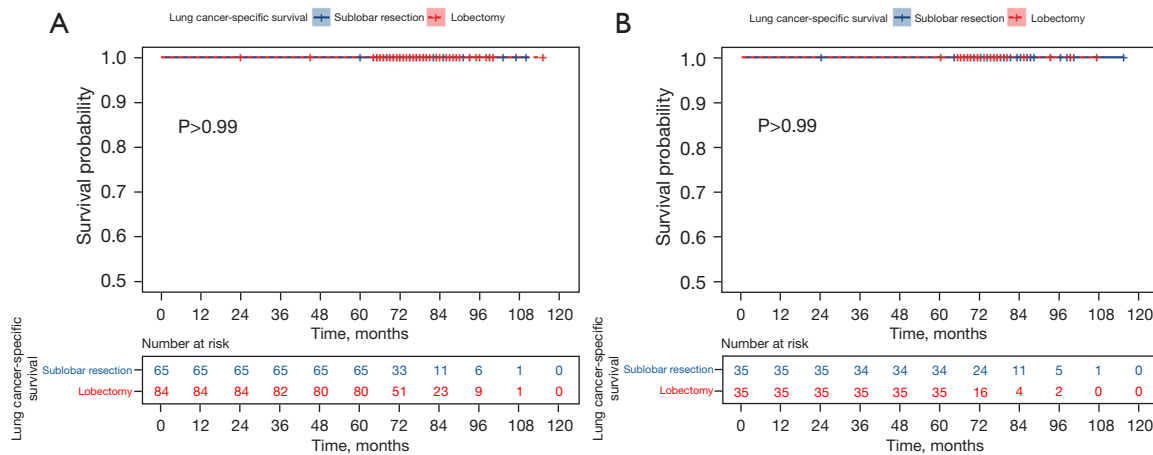 A
Lung cancer-specific survival Sublobar resection Lobectomy
1.0
0.9
0.8
0.7
0.6
0.5
Survival probability
P>0.99
0 12 24 36 48 60 72 84 96 108 120
Time, months
Number at risk
Lung cancer-specific
survival
Sublobar resection 65 65 65 65 65 65 33 11 6 1 0
Lobectomy 84 84 84 82 80 80 51 23 9 1 0
0 12 24 36 48 60 72 84 96 108 120
Time, months
B
Lung cancer-specific survival Sublobar resection Lobectomy
1.0
0.9
0.8
0.7
0.6
0.5
Survival probability
P>0.99
0 12 24 36 48 60 72 84 96 108 120
Time, months
Number at risk
Lung cancer-specific
survival
Sublobar resection 35 35 35 34 34 34 24 11 5 1 0
Lobectomy 35 35 35 35 35 35 16 4 2 0 0
0 12 24 36 48 60 72 84 96 108 120
Time, months